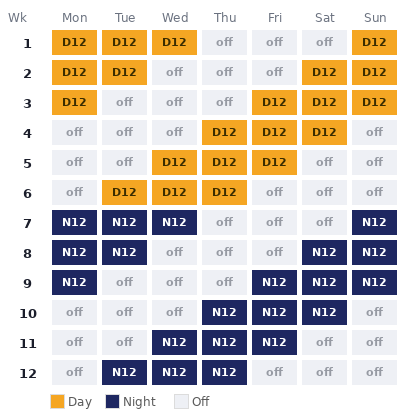 Wk Mon Tue Wed Thu Fri Sat Sun
1 D12 D12 D12 off off off D12
2 D12 D12 off off off D12 D12
3 D12 off off off D12 D12 D12
4 off off off D12 D12 D12 off
5 off off D12 D12 D12 off off
6 off D12 D12 D12 off off off
7 N12 N12 N12 off off off N12
8 N12 N12 off off off N12 N12
9 N12 off off off N12 N12 N12
10 off off off N12 N12 N12 off
11 off off N12 N12 N12 off off
12 off N12 N12 N12 off off off
Day Night Off